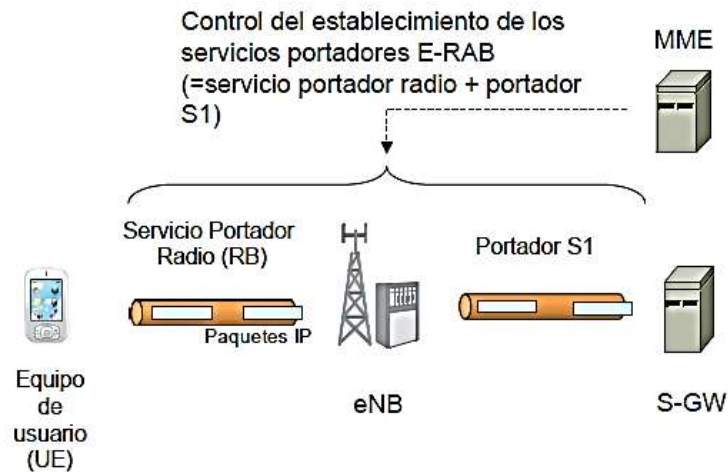 Control del establecimiento de los
servicios portadores E-RAB
(=servicio portador radio + portador
S1)
MME
Servicio Portador
Radio (RB)
Portador S1
Paquetes IP
access
Equipo
de
usuario
(UE)
eNB
S-GW